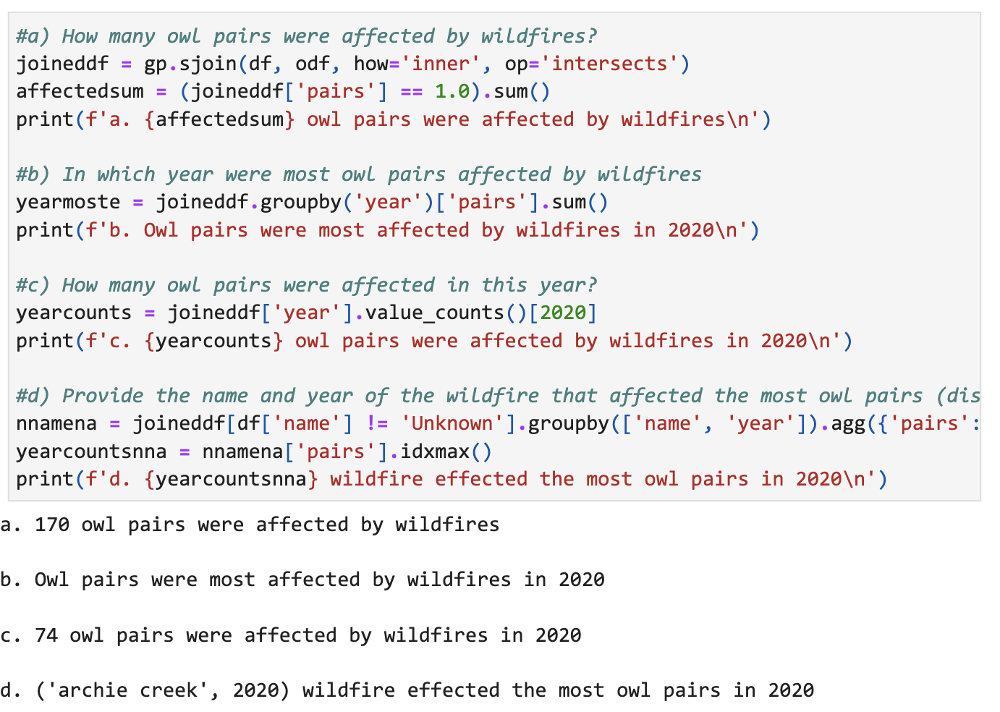 #a) How many owl pairs were affected by wildfires?
joineddf = gp.sjoin(df, odf, how='inner', op='intersects')
affectedsum = (joineddf['pairs'] == 1.0).sum()
print(f'a. {affectedsum} owl pairs were affected by wildfires\n')
#b) In which year were most owl pairs affected by wildfires
yearmoste = joineddf.groupby('year')['pairs'].sum()
print(f'b. Owl pairs were most affected by wildfires in 2020\n')
#c) How many owl pairs were affected in this year?
yearcounts = joineddf['year'].value_counts()[2020]
print(f'c. {yearcounts} owl pairs were affected by wildfires in 2020\n')
#d) Provide the name and year of the wildfire that affected the most owl pairs (dis
nnamena = joineddf[df['name'] != 'Unknown'].groupby(['name', 'year']).agg({'pairs':
yearcountsnna = nnamena['pairs'].idxmax()
print(f'd. {yearcountsnna} wildfire effected the most owl pairs in 2020\n')
a. 170 owl pairs were affected by wildfires
b. Owl pairs were most affected by wildfires in 2020
c. 74 owl pairs were affected by wildfires in 2020
d. ('archie creek', 2020) wildfire effected the most owl pairs in 2020